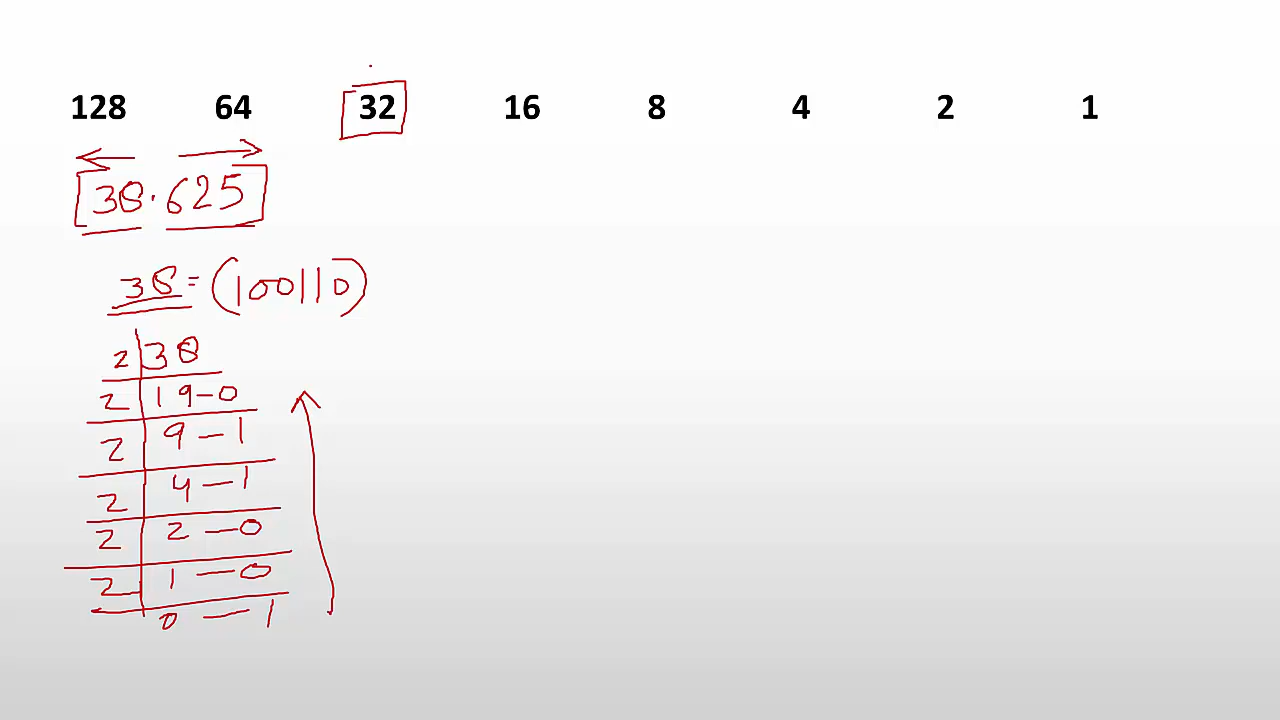 128 64 32 16 8 4 2 1
38.625
38 = (100110)
2 38
2 19 - 0
2 9 - 1
2 4 - 1
2 2 - 0
2 1 - 0
0 - 1